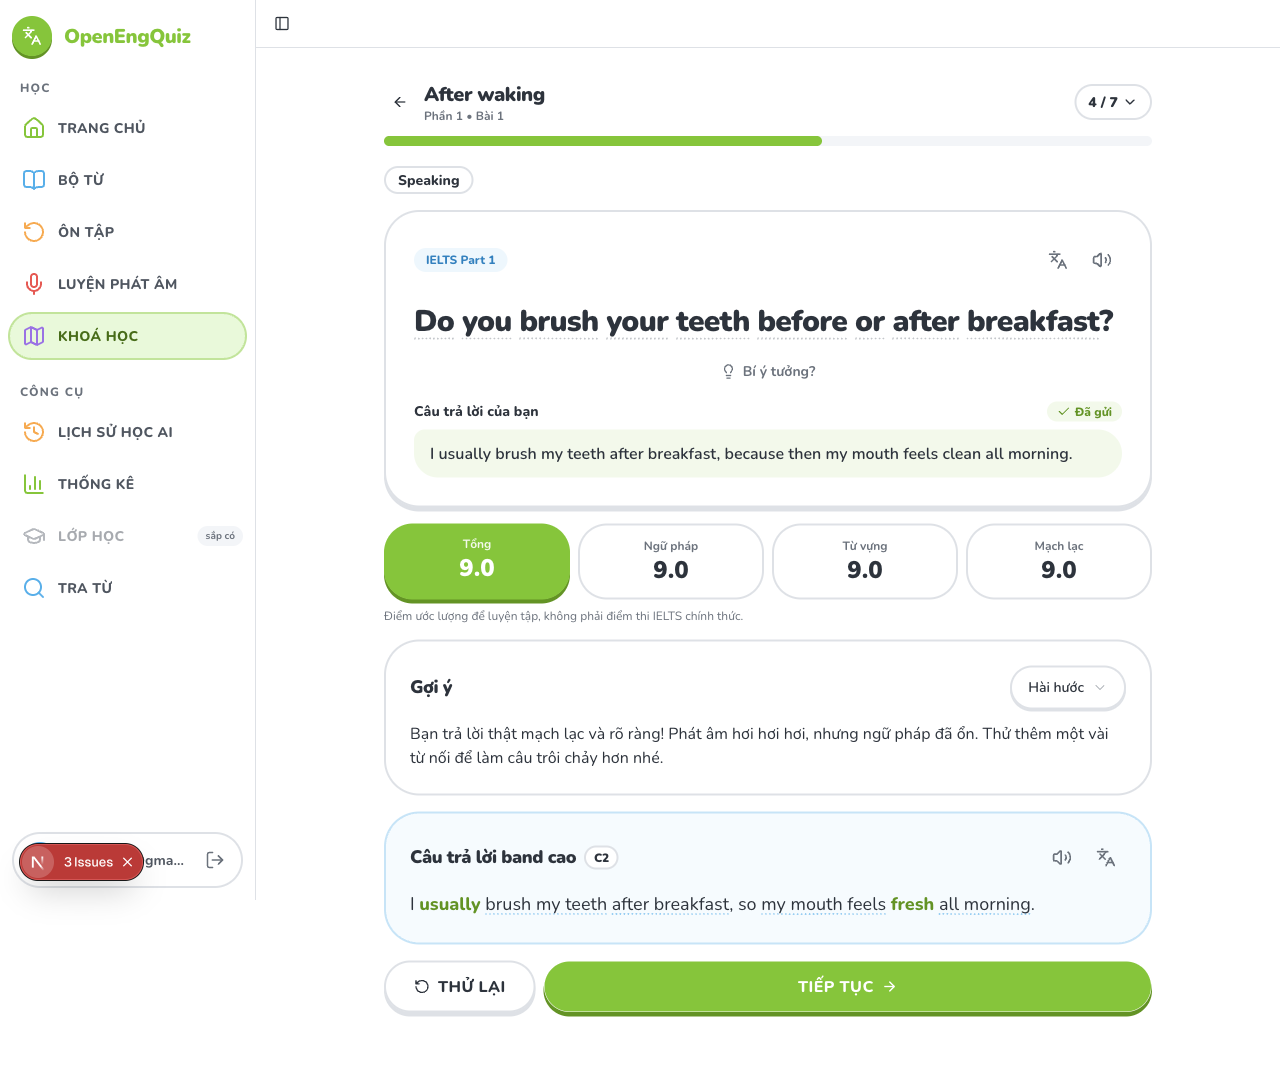 OpenEngQuiz
HỌC
TRANG CHỦ
BỘ TỪ
ÔN TẬP
LUYỆN PHÁT ÂM
KHOÁ HỌC
CÔNG CỤ
LỊCH SỬ HỌC AI
THỐNG KÊ
LỚP HỌC
sắp có
TRA TỪ
N 3 Issues
gma...
After waking
Phần 1 • Bài 1
4 / 7
Speaking
IELTS Part 1
Do you brush your teeth before or after breakfast?
Bí ý tưởng?
Câu trả lời của bạn
Đã gửi
I usually brush my teeth after breakfast, because then my mouth feels clean all morning.
Tổng
9.0
Ngữ pháp
9.0
Từ vựng
9.0
Mạch lạc
9.0
Điểm ước lượng để luyện tập, không phải điểm thi IELTS chính thức.
Gợi ý
Hài hước
Bạn trả lời thật mạch lạc và rõ ràng! Phát âm hơi hơi hơi, nhưng ngữ pháp đã ổn. Thử thêm một vài
từ nối để làm câu trôi chảy hơn nhé.
Câu trả lời band cao
C2
I usually brush my teeth after breakfast, so my mouth feels fresh all morning.
THỬ LẠI
TIẾP TỤC